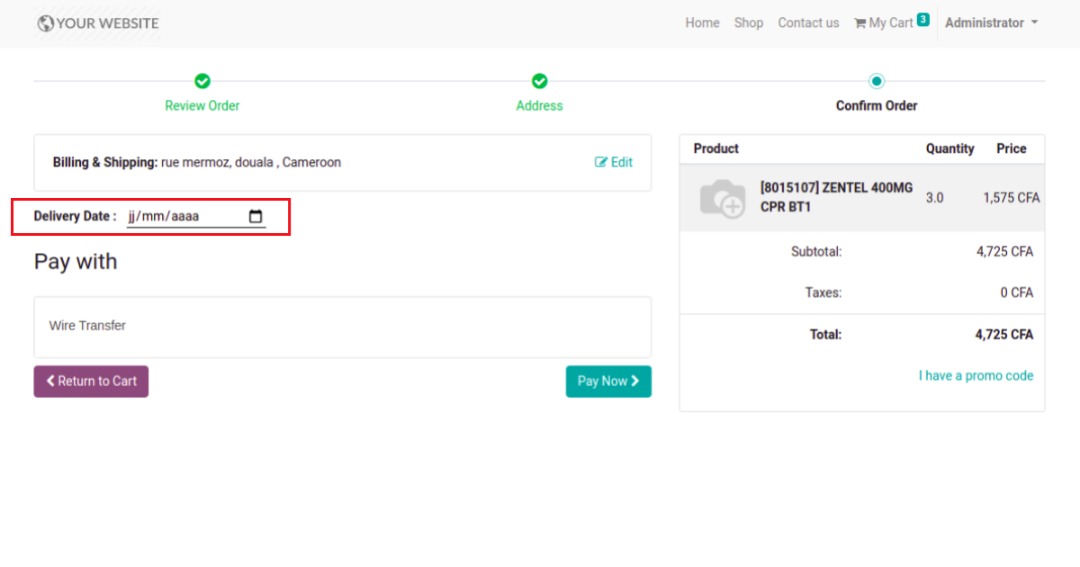 YOUR WEBSITE
Home Shop Contact us My Cart 3 Administrator
Review Order Address Confirm Order
Billing & Shipping: rue mermoz, douala , Cameroon Edit
Delivery Date : jj/mm/aaaa
Pay with
Wire Transfer
Return to Cart Pay Now
Product Quantity Price
[8015107] ZENTEL 400MG
CPR BT1 3.0 1,575 CFA
Subtotal: 4,725 CFA
Taxes: 0 CFA
Total: 4,725 CFA
I have a promo code